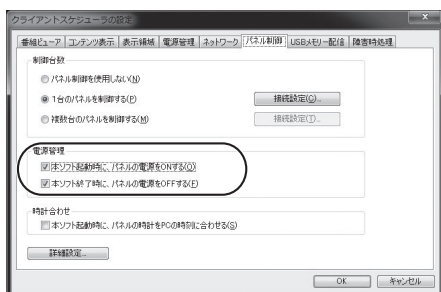 クライアントスケジューラの設定
番組ビューア コンテンツ表示 表示領域 電源管理 ネットワーク パネル制御 USBメモリー配信 障害時処理
制御台数
パネル制御を使用しない(N)
1台のパネルを制御する(P) 接続設定(C)...
複数台のパネルを制御する(M) 接続設定(T)...
電源管理
本ソフト起動時に、パネルの電源をONする(O)
本ソフト終了時に、パネルの電源をOFFする(F)
時計合わせ
本ソフト起動時に、パネルの時計をPCの時刻に合わせる(S)
詳細設定...
OK キャンセル